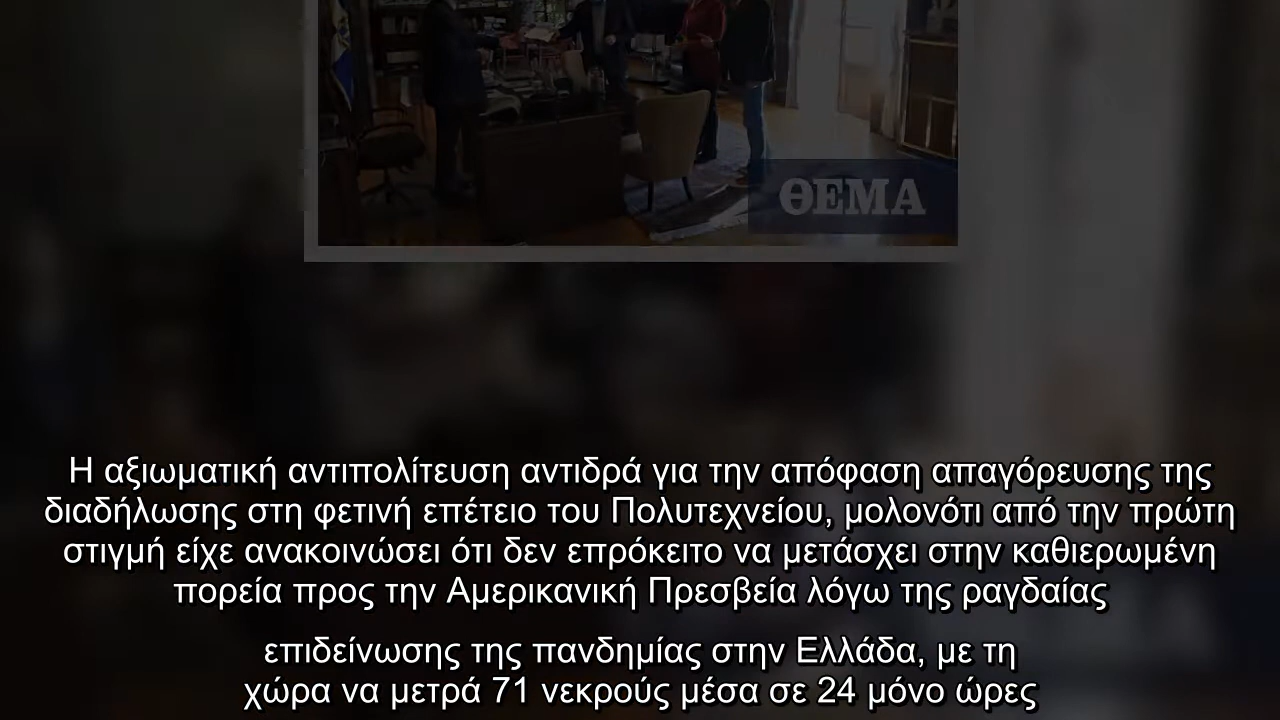 ΘΕΜΑ
Η αξιωματική αντιπολίτευση αντιδρά για την απόφαση απαγόρευσης της
διαδήλωσης στη φετινή επέτειο του Πολυτεχνείου, μολονότι από την πρώτη
στιγμή είχε ανακοινώσει ότι δεν επρόκειτο να μετάσχει στην καθιερωμένη
πορεία προς την Αμερικανική Πρεσβεία λόγω της ραγδαίας
επιδείνωσης της πανδημίας στην Ελλάδα, με τη
χώρα να μετρά 71 νεκρούς μέσα σε 24 μόνο ώρες